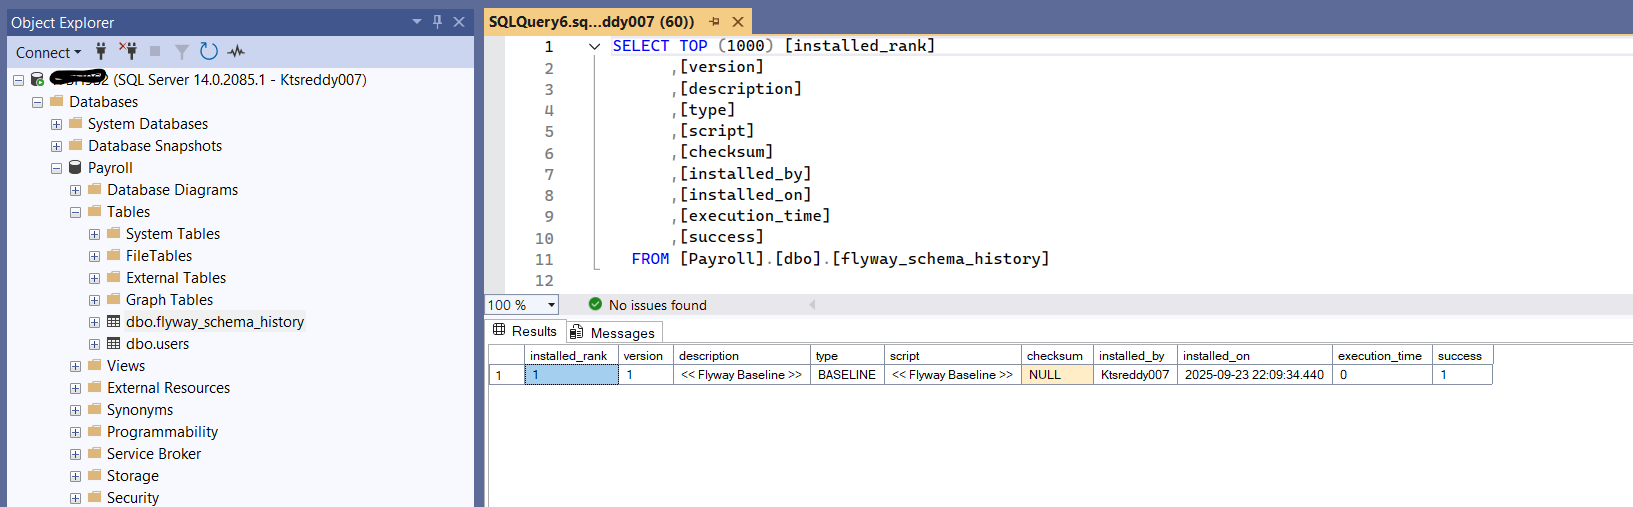 Object Explorer
Connect
(SQL Server 14.0.2085.1 - Ktsreddy007)
Databases
System Databases
Database Snapshots
Payroll
Database Diagrams
Tables
System Tables
FileTables
External Tables
Graph Tables
dbo.flyway_schema_history
dbo.users
Views
External Resources
Synonyms
Programmability
Service Broker
Storage
Security
SQLQuery6.sq...ddy007 (60))
1 SELECT TOP (1000) [installed_rank]
2 ,[version]
3 ,[description]
4 ,[type]
5 ,[script]
6 ,[checksum]
7 ,[installed_by]
8 ,[installed_on]
9 ,[execution_time]
10 ,[success]
11 FROM [Payroll].[dbo].[flyway_schema_history]
12
100 % No issues found
Results Messages
installed_rank version description type script checksum installed_by installed_on execution_time success
1 1 1 << Flyway Baseline >> BASELINE << Flyway Baseline >> NULL Ktsreddy007 2025-09-23 22:09:34.440 0 1